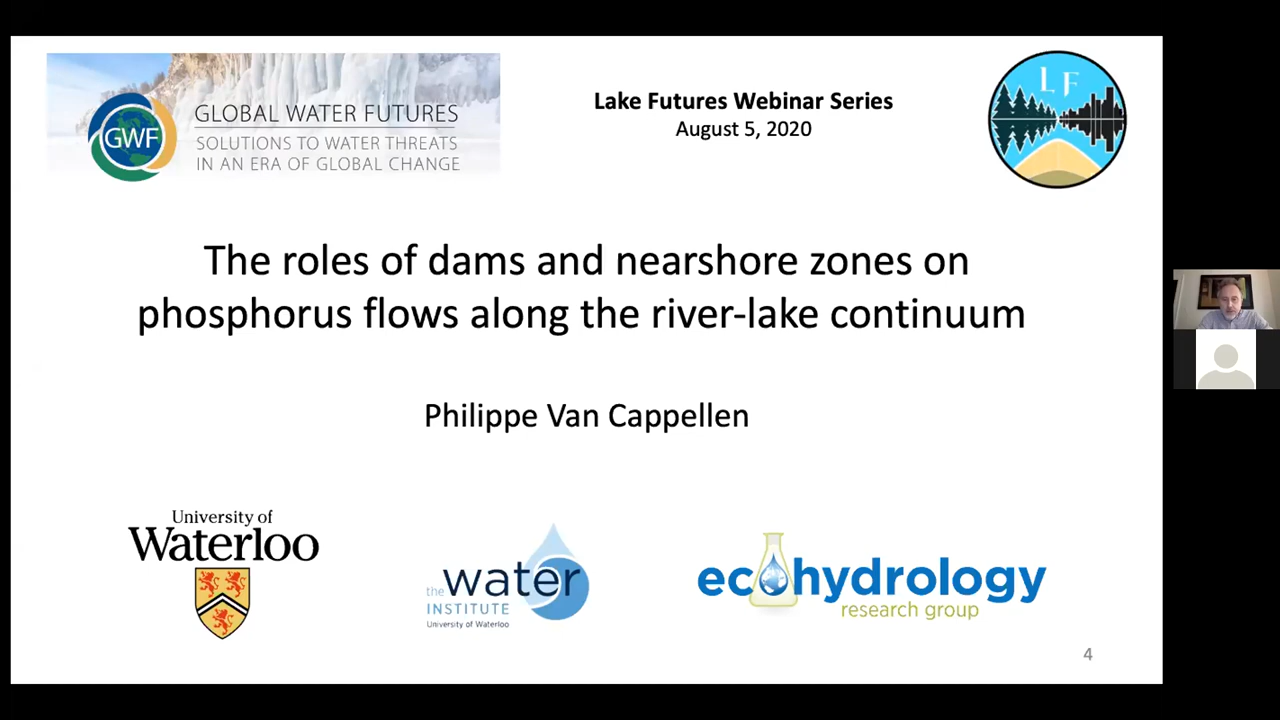 GWF
GLOBAL WATER FUTURES
SOLUTIONS TO WATER THREATS
IN AN ERA OF GLOBAL CHANGE
Lake Futures Webinar Series
August 5, 2020
L F
The roles of dams and nearshore zones on
phosphorus flows along the river-lake continuum
Philippe Van Cappellen
University of
Waterloo
the water
INSTITUTE
University of Waterloo
ecohydrology
research group
4